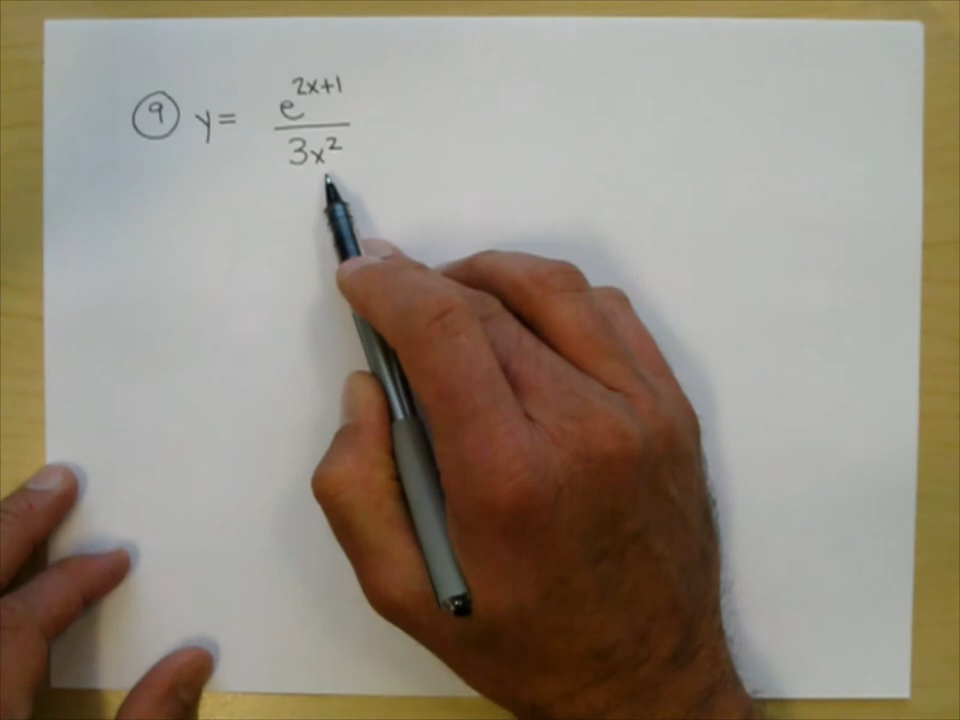 ⑨ y = e^{2x+1} / 3x²